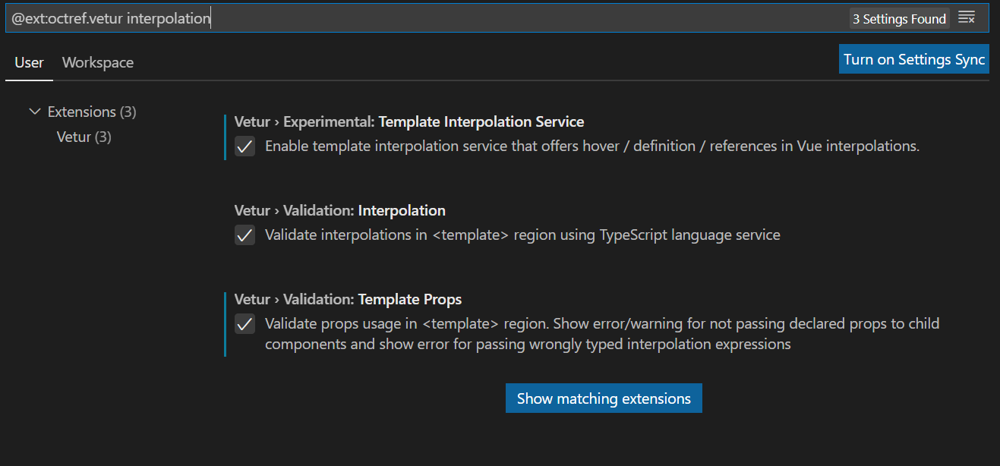 @ext:octref.vetur interpolation
3 Settings Found
User
Workspace
Turn on Settings Sync
Extensions (3)
Vetur (3)
Vetur › Experimental: Template Interpolation Service
Enable template interpolation service that offers hover / definition / references in Vue interpolations.
Vetur › Validation: Interpolation
Validate interpolations in <template> region using TypeScript language service
Vetur › Validation: Template Props
Validate props usage in <template> region. Show error/warning for not passing declared props to child
components and show error for passing wrongly typed interpolation expressions
Show matching extensions